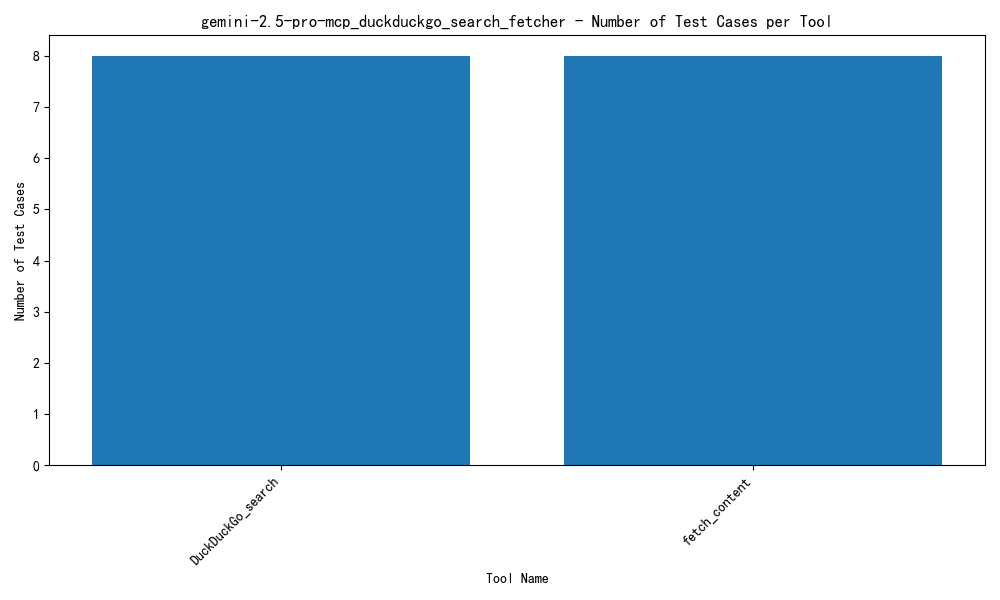 gemini-2.5-pro-mcp_duckduckgo_search_fetcher - Number of Test Cases per Tool
Number of Test Cases
8
7
6
5
4
3
2
1
0
DuckDuckGo_search
fetch_content
Tool Name